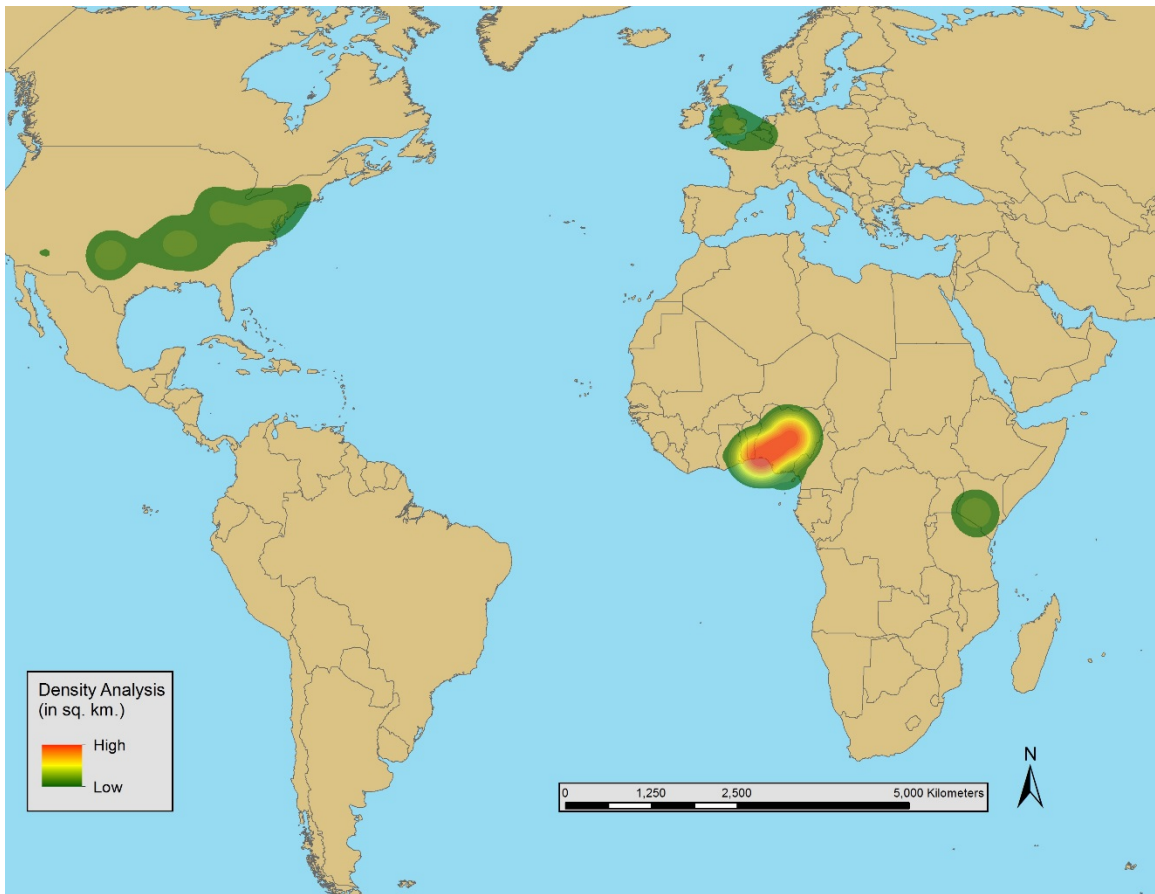 Density Analysis
(in sq. km.)
High
Low
0 1,250 2,500 5,000 Kilometers
N